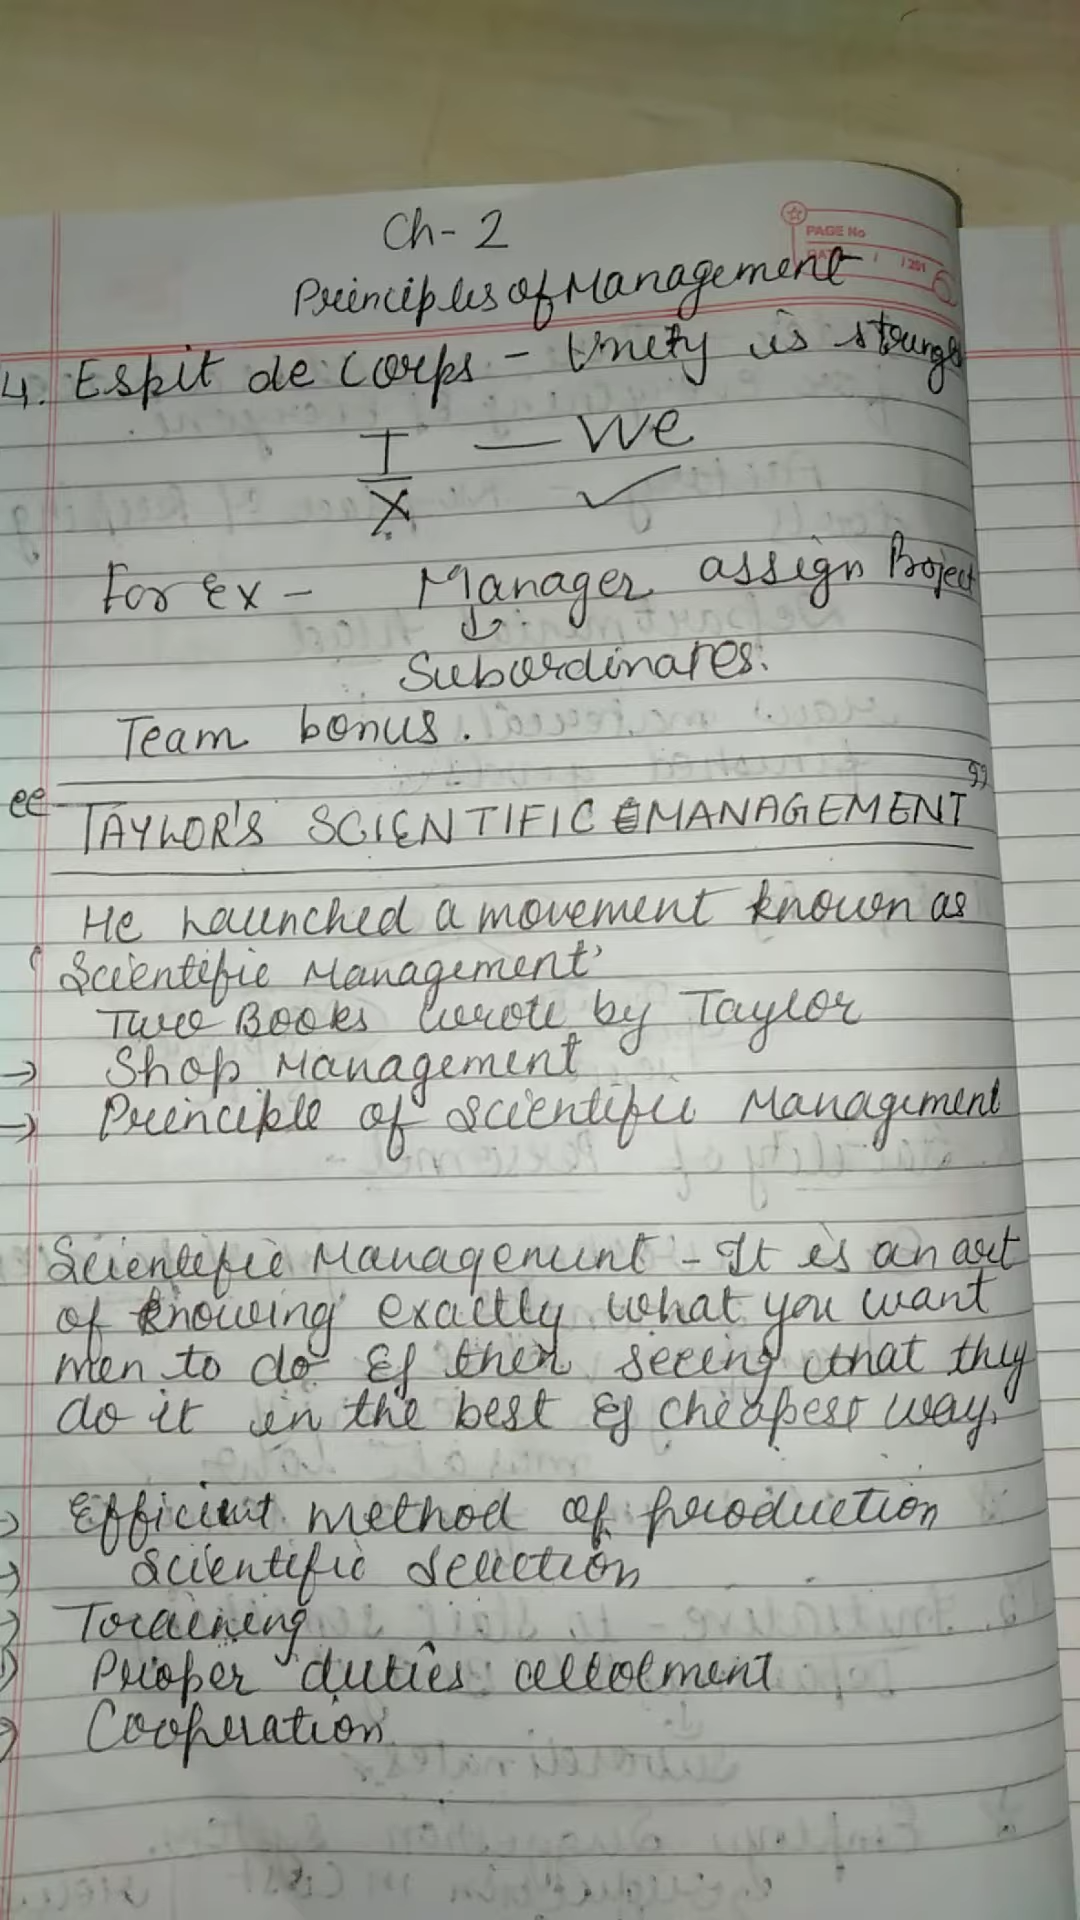 Ch- 2
PAGE No
Principles of Management
4. Espit de Corps - Unity is
I — We
X ✓
For Ex - Manager assign Project
↓
Subordinates.
Team bonus.
"TAYLOR'S SCIENTIFIC MANAGEMENT"
He Launched a movement known as
'Scientific Management'
Two Books wrote by Taylor
→ Shop Management
→ Principle of Scientific Management
Scientific Management - It is an art
of knowing exactly what you want
men to do & then seeing that they
do it in the best & cheapest way.
→ Efficient method of production
→ Scientific Selection
→ Training
→ Proper duties allotment
→ Cooperation